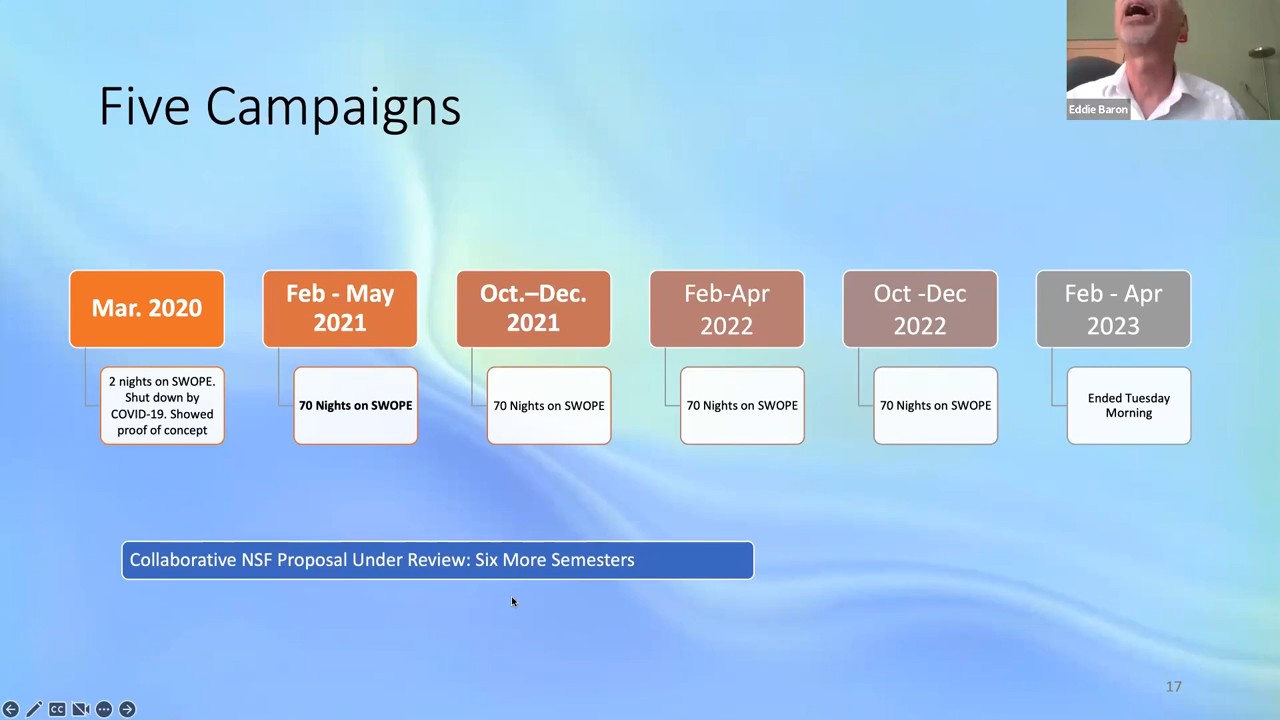 Five Campaigns
Eddie Baron
Mar. 2020
Feb - May
2021
Oct.–Dec.
2021
Feb-Apr
2022
Oct -Dec
2022
Feb - Apr
2023
2 nights on SWOPE.
Shut down by
COVID-19. Showed
proof of concept
70 Nights on SWOPE
70 Nights on SWOPE
70 Nights on SWOPE
70 Nights on SWOPE
Ended Tuesday
Morning
Collaborative NSF Proposal Under Review: Six More Semesters
17
CC